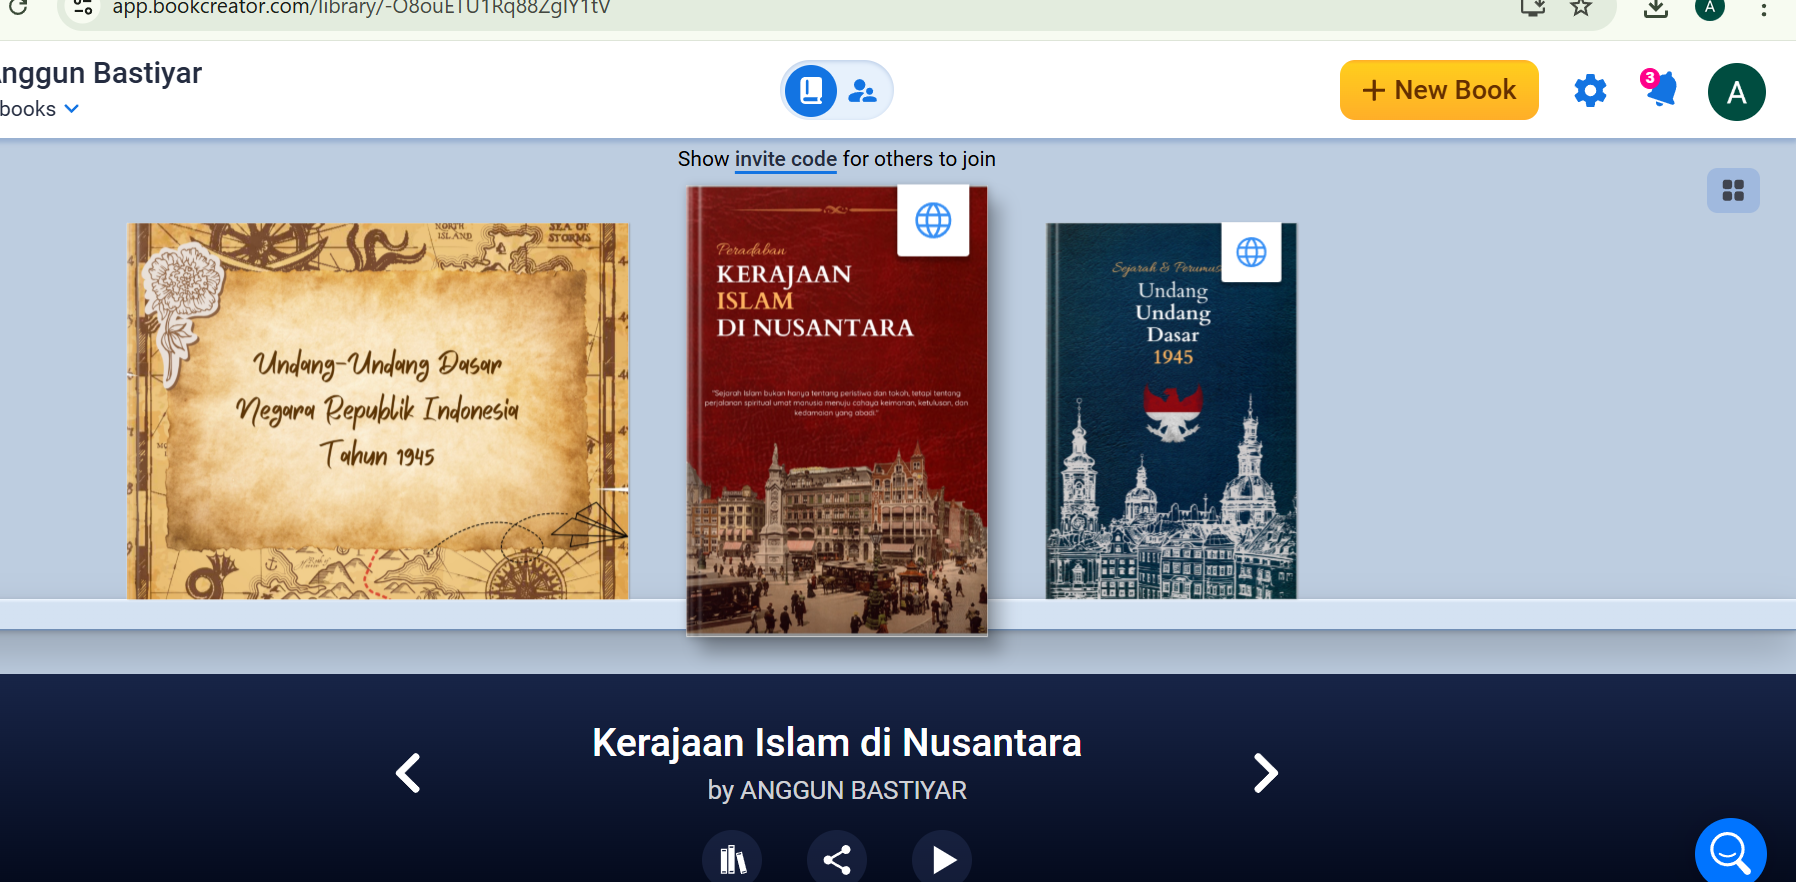 app.bookcreator.com/library/-O8ouETU1Rq88ZgIY1tV
A
nggun Bastiyar
books
+ New Book
3
A
Show invite code for others to join
NORTH
ISLAND
SEA OF
STORMS
Undang-Undang Dasar
Negara Republik Indonesia
Tahun 1945
Peradaban
KERAJAAN
ISLAM
DI NUSANTARA
"Sejarah Islam bukan hanya tentang peristiwa dan tokoh, tetapi tentang
perjalanan spiritual umat manusia menuju cahaya keimanan, ketulusan, dan
kedamaian yang abadi."
Sejarah & Perumus
Undang
Undang
Dasar
1945
Kerajaan Islam di Nusantara
by ANGGUN BASTIYAR